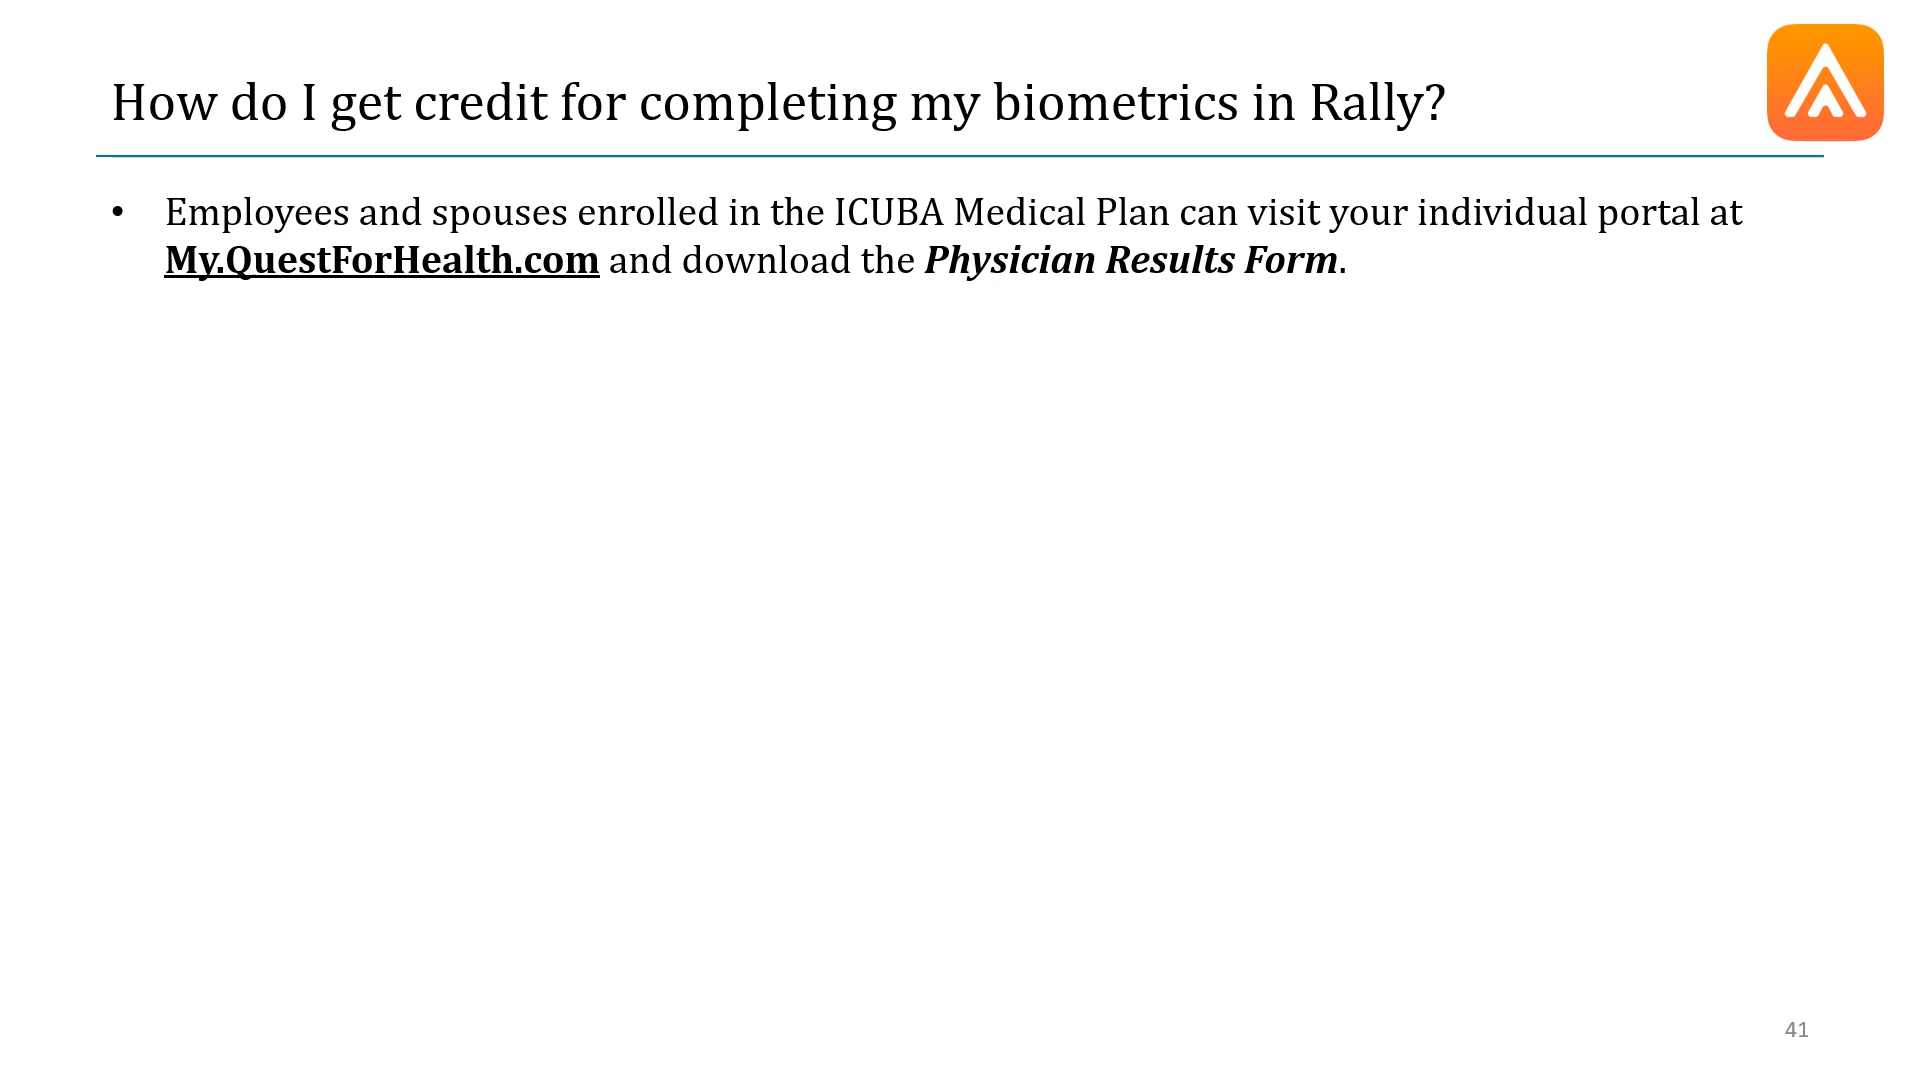 How do I get credit for completing my biometrics in Rally?
• Employees and spouses enrolled in the ICUBA Medical Plan can visit your individual portal at
My.QuestForHealth.com and download the Physician Results Form.
41